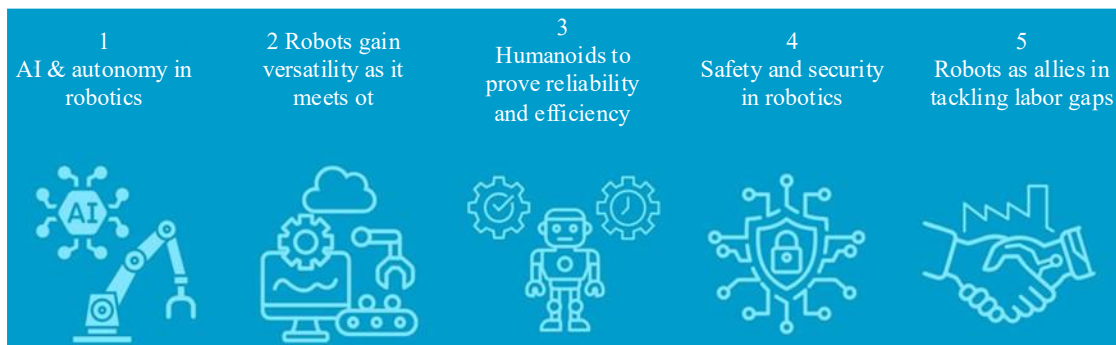 1
AI & autonomy in
robotics
2 Robots gain
versatility as it
meets ot
3
Humanoids to
prove reliability
and efficiency
4
Safety and security
in robotics
5
Robots as allies in
tackling labor gaps
AI